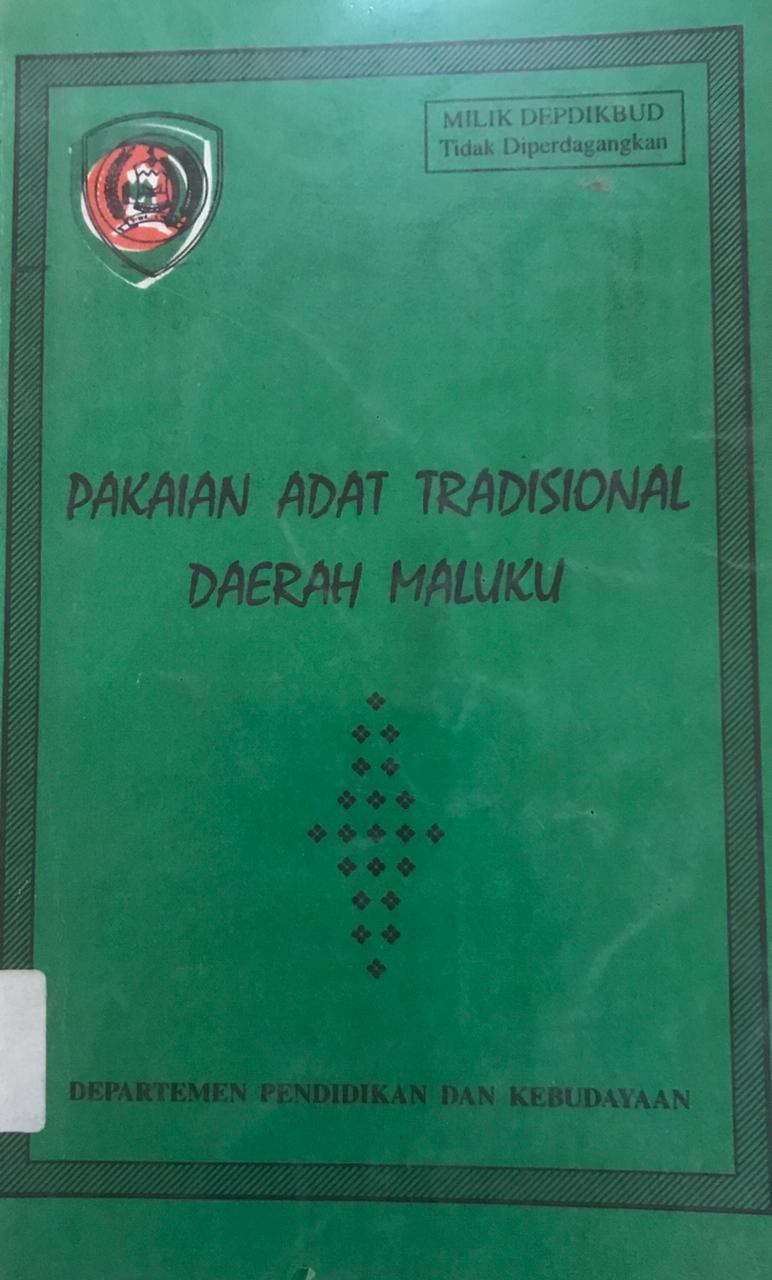 MILIK DEPDIKBUD
Tidak Diperdagangkan
PAKAIAN ADAT TRADISIONAL
DAERAH MALUKU
DEPARTEMEN PENDIDIKAN DAN KEBUDAYAAN